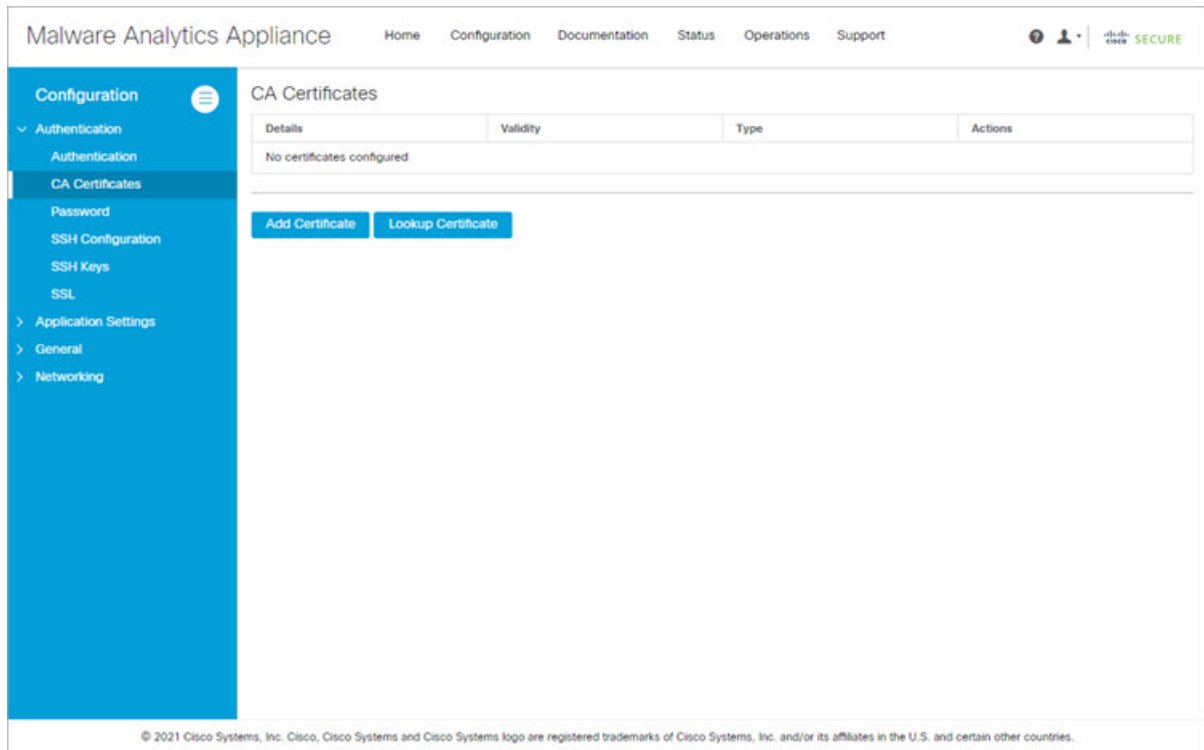 Malware Analytics Appliance Home Configuration Documentation Status Operations Support cisco SECURE
Configuration
Authentication
Authentication
CA Certificates
Password
SSH Configuration
SSH Keys
SSL
Application Settings
General
Networking
CA Certificates
Details Validity Type Actions
No certificates configured
Add Certificate Lookup Certificate
© 2021 Cisco Systems, Inc. Cisco, Cisco Systems and Cisco Systems logo are registered trademarks of Cisco Systems, Inc. and/or its affiliates in the U.S. and certain other countries.